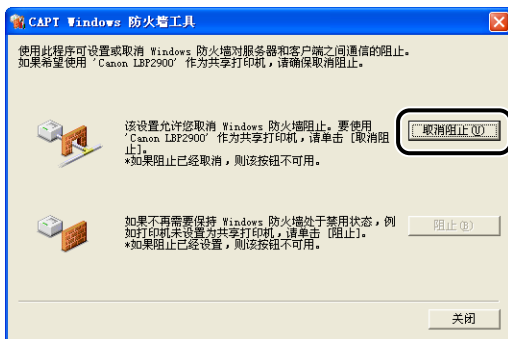 CAPT Windows 防火墙工具
使用此程序可设置或取消 Windows 防火墙对服务器和客户端之间通信的阻止。
如果希望使用 'Canon LBP2900' 作为共享打印机，请确保取消阻止。
该设置允许您取消 Windows 防火墙阻止。要使用
'Canon LBP2900' 作为共享打印机，请单击 [取消阻
止]。
*如果阻止已经取消，则该按钮不可用。
取消阻止(U)
如果不再需要保持 Windows 防火墙处于禁用状态，例
如打印机未设置为共享打印机，请单击 [阻止]。
*如果阻止已经设置，则该按钮不可用。
阻止(B)
关闭